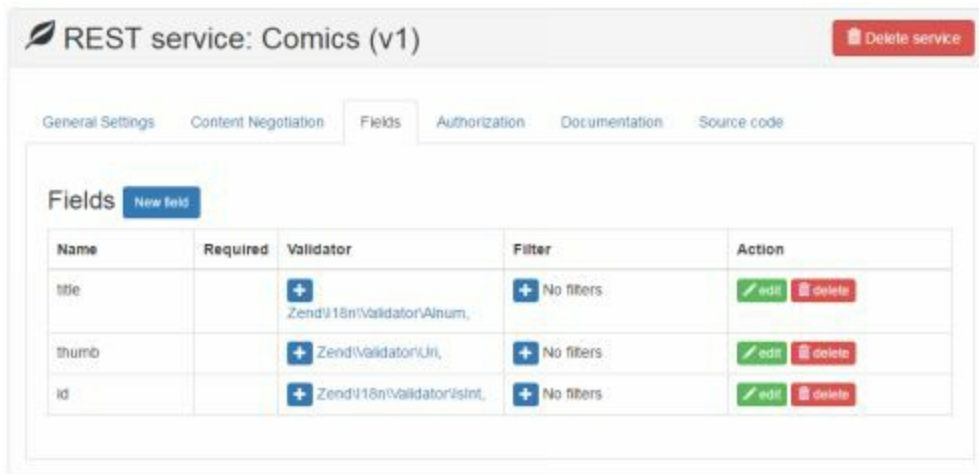 REST service: Comics (v1)
Delete service
General Settings Content Negotiation Fields Authorization Documentation Source code
Fields New field
Name Required Validator Filter Action
title No filters edit delete
Zend\I18n\Validator\Alnum,
thumb Zend\Validator\Uri, No filters edit delete
id Zend\I18n\Validator\IsInt, No filters edit delete